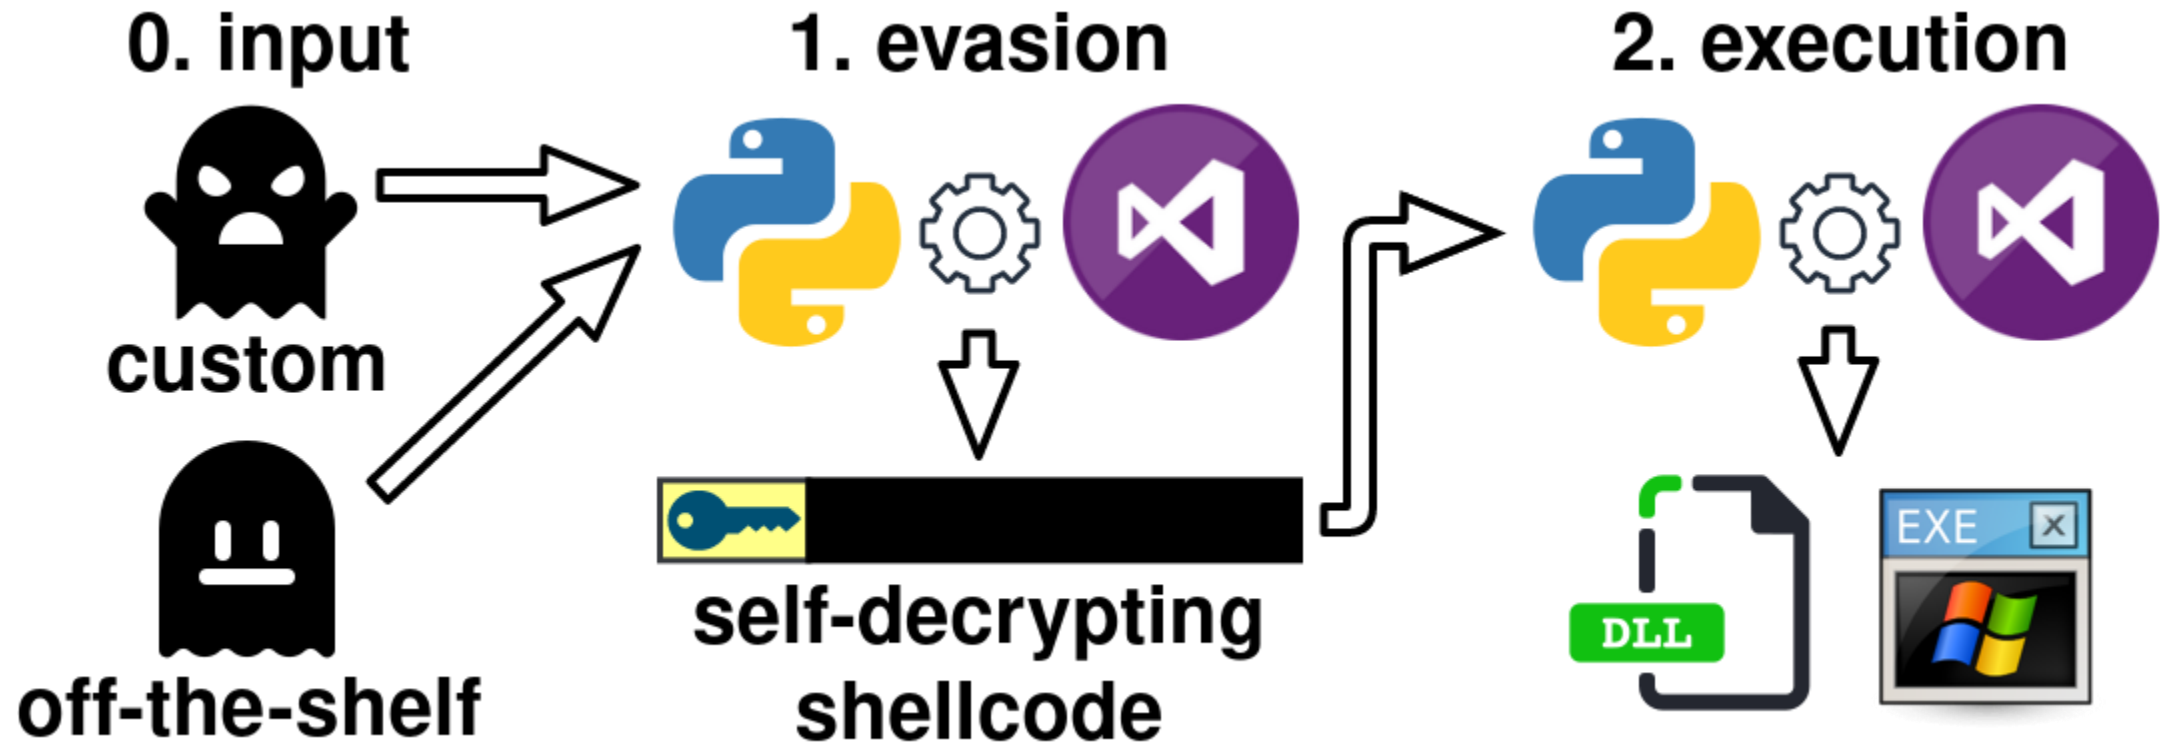 0. input
1. evasion
2. execution
custom
off-the-shelf
self-decrypting
shellcode
DLL
EXE